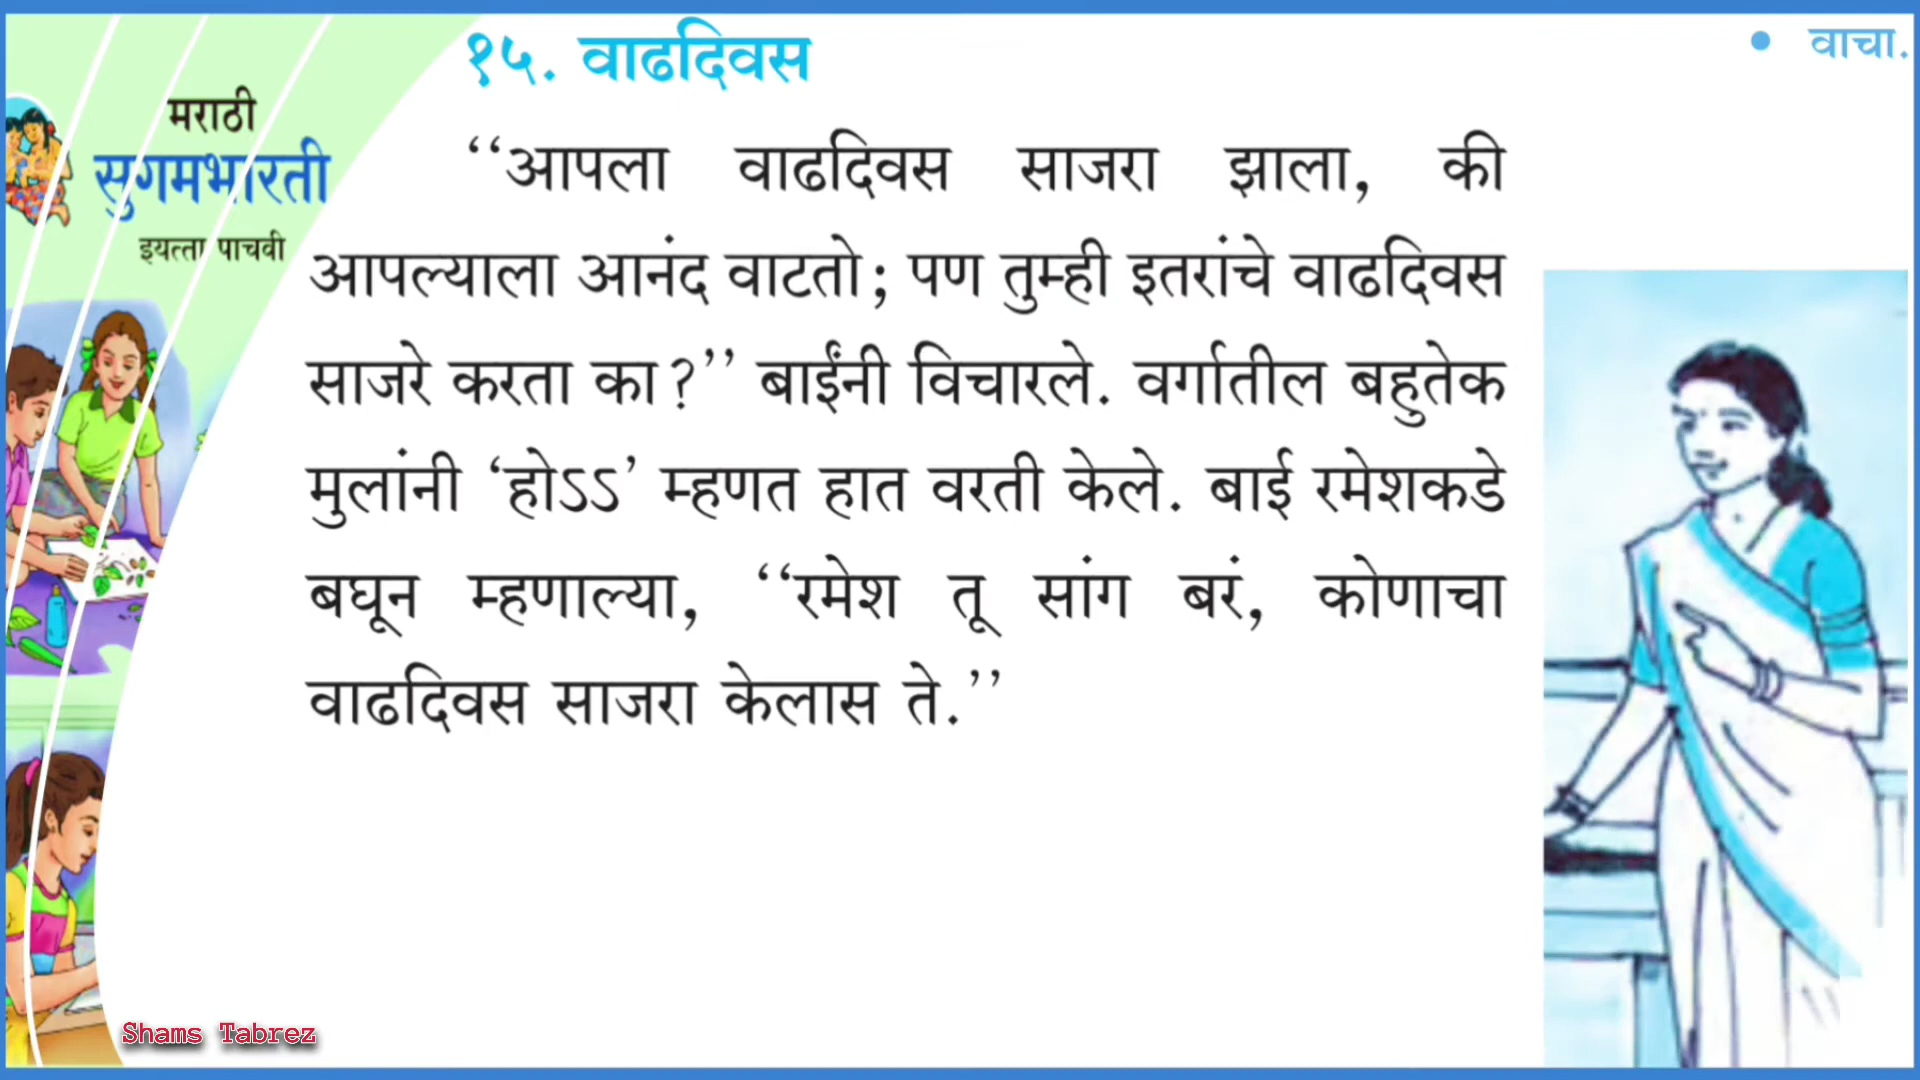 १५. वाढदिवस
• वाचा.
मराठी
सुगमभारती
इयत्ता पाचवी
‘‘आपला वाढदिवस साजरा झाला, की
आपल्याला आनंद वाटतो; पण तुम्ही इतरांचे वाढदिवस
साजरे करता का?’’ बाईंनी विचारले. वर्गातील बहुतेक
मुलांनी ‘होऽऽ’ म्हणत हात वरती केले. बाई रमेशकडे
बघून म्हणाल्या, ‘‘रमेश तू सांग बरं, कोणाचा
वाढदिवस साजरा केलास ते.’’
Shams Tabrez